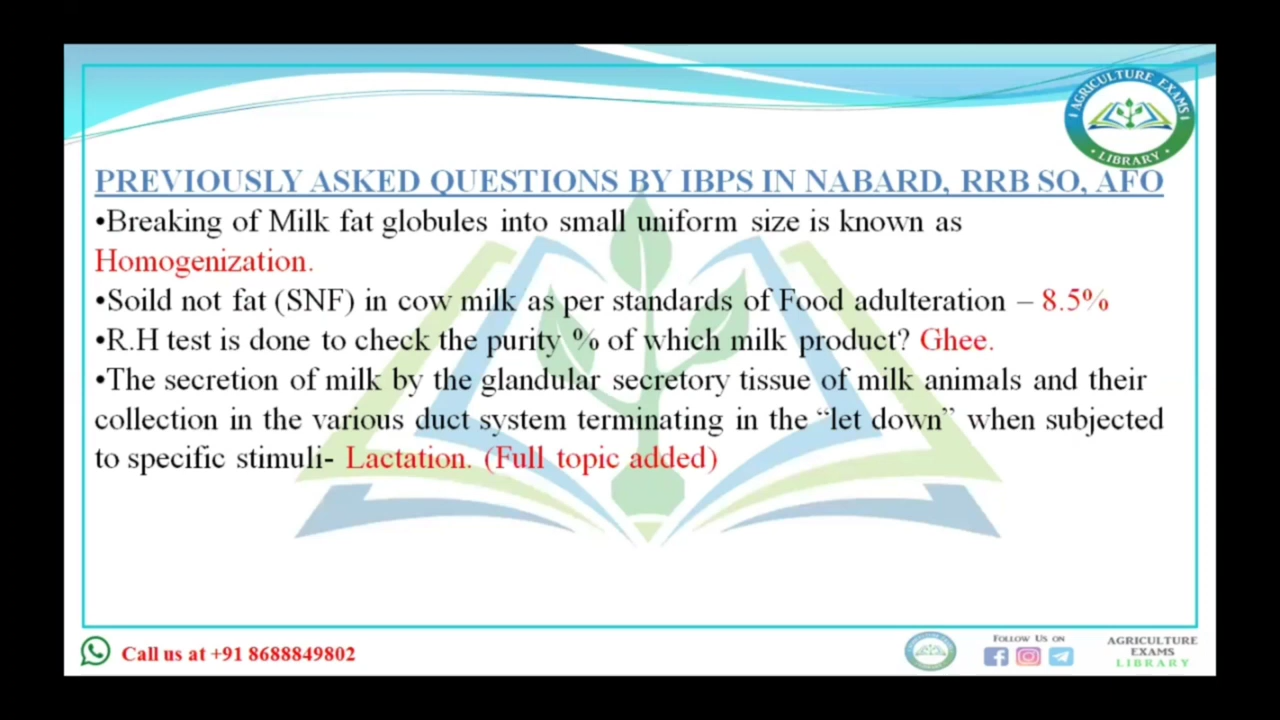 AGRICULTURE EXAMS
LIBRARY
PREVIOUSLY ASKED QUESTIONS BY IBPS IN NABARD, RRB SO, AFO
•Breaking of Milk fat globules into small uniform size is known as
Homogenization.
•Soild not fat (SNF) in cow milk as per standards of Food adulteration – 8.5%
•R.H test is done to check the purity % of which milk product? Ghee.
•The secretion of milk by the glandular secretory tissue of milk animals and their
collection in the various duct system terminating in the “let down” when subjected
to specific stimuli- Lactation. (Full topic added)
Call us at +91 8688849802
FOLLOW US ON
AGRICULTURE
EXAMS
LIBRARY